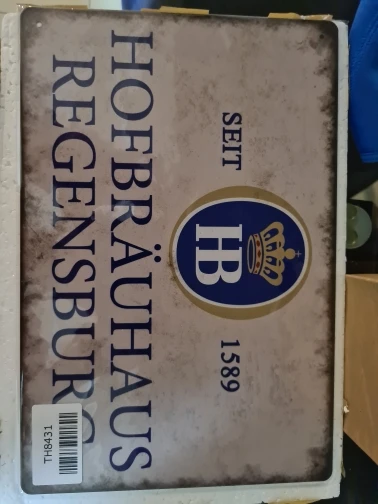 SEIT 1589
HB
HOFBRÄUHAUS
REGENSBURG
TH8431